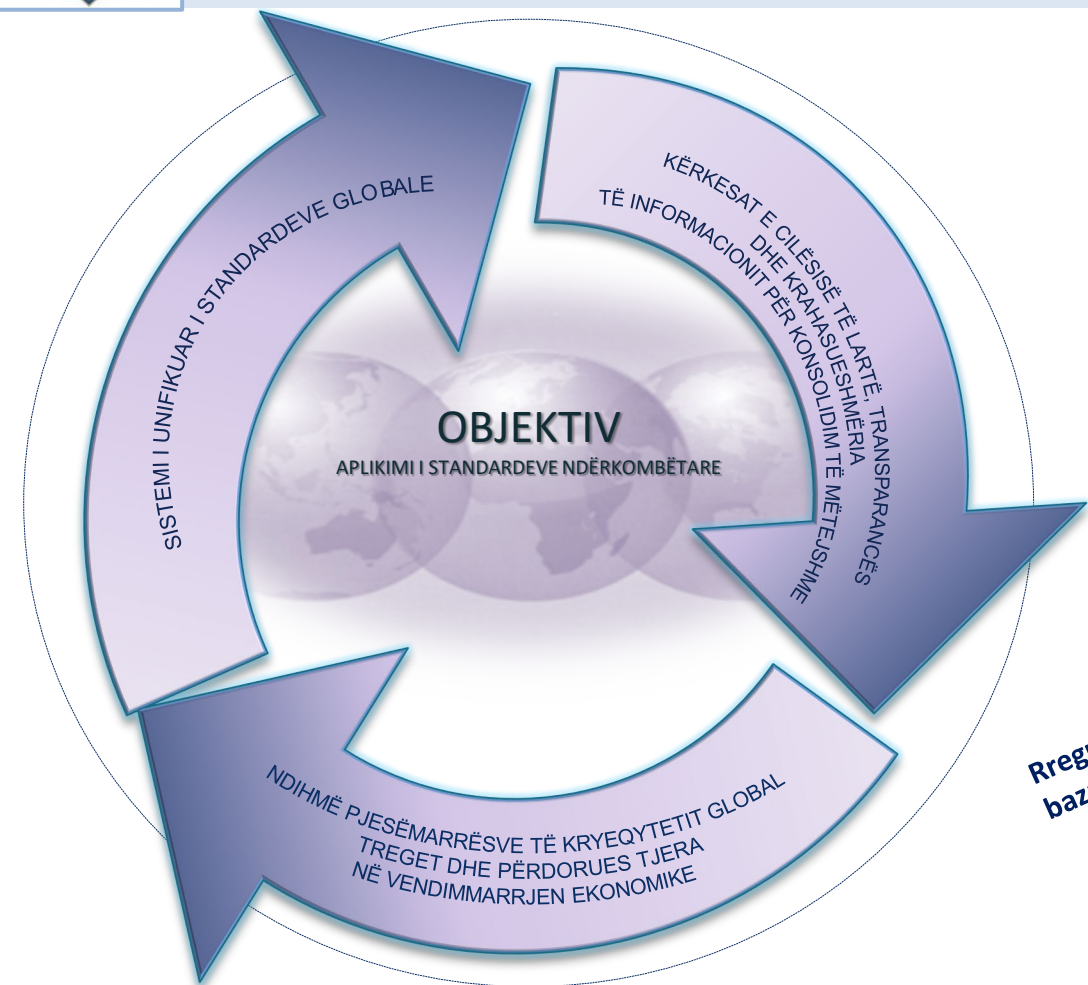 SISTEMI I UNIFIKUAR I STANDARDEVE GLOBALE
KËRKESAT E CILËSISË TË LARTË, TRANSPARANCËS
DHE KRAHASUESHMËRIA
TË INFORMACIONIT PËR KONSOLIDIM TË MËTEJSHME
OBJEKTIV
APLIKIMI I STANDARDEVE NDËRKOMBËTARE
NDIHMË PJESËMARRËSVE TË KRYEQYTETIT GLOBAL
TREGET DHE PËRDORUES TJERA
NË VENDIMMARRJEN EKONOMIKE